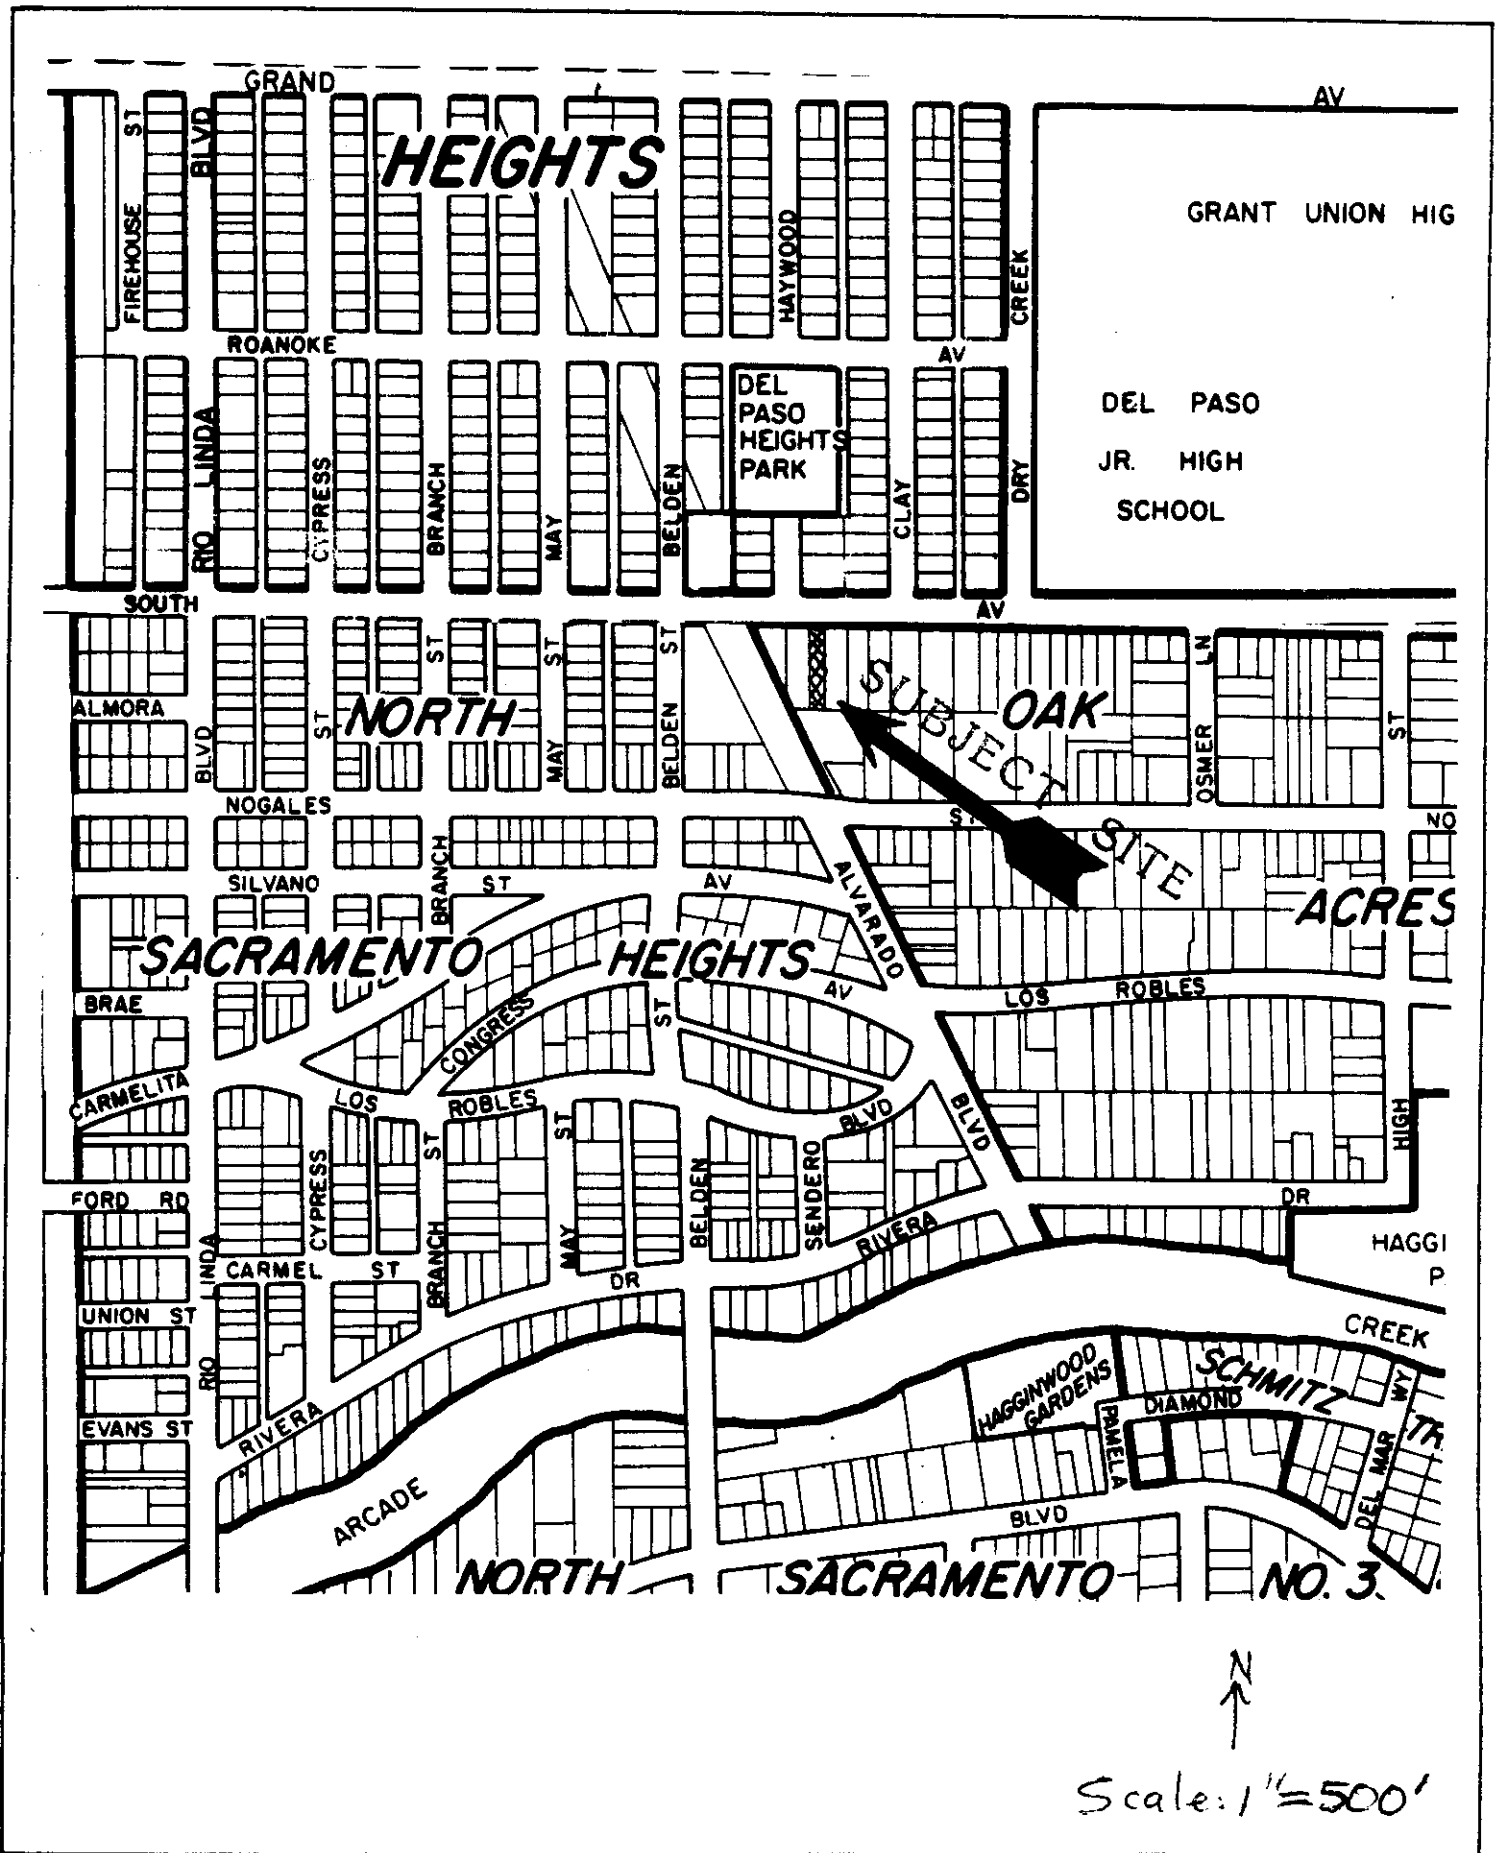 GRAND
AV
ST
BLVD
HEIGHTS
GRANT UNION HIG
FIREHOUSE
HAYWOOD
CREEK
ROANOKE
AV
DEL
PASO
HEIGHTS
PARK
DEL PASO
JR. HIGH
SCHOOL
RIO LINDA
CYPRESS
BRANCH
MAY
BELDEN
CLAY
DRY
SOUTH
AV
ST
ST
ST
LN
ALMORA
BLVD
ST
NORTH
MAY
BELDEN
SUBJECT SITE
OAK
OSMER
ST
NOGALES
ST
NO
SILVANO
BRANCH
ST
AV
ALVARADO
ACRES
SACRAMENTO
HEIGHTS
BRAE
CONGRESS
ST
AV
LOS ROBLES
CARMELITA
LOS ROBLES
ST
ST
BLVD
BLVD
HIGH
FORD RD
CYPRESS
BRANCH
MAY
BELDEN
SENDERO
RIVERA
DR
LINDA
CARMEL ST
DR
HAGGI
P
UNION ST
RIO
CREEK
HAGGINWOOD
GARDENS
SCHMITZ
WY
EVANS ST
RIVERA
PAMELA
DIAMOND
TR
DEL MAR
ARCADE
BLVD
NORTH SACRAMENTO NO. 3
N
Scale: 1"=500'